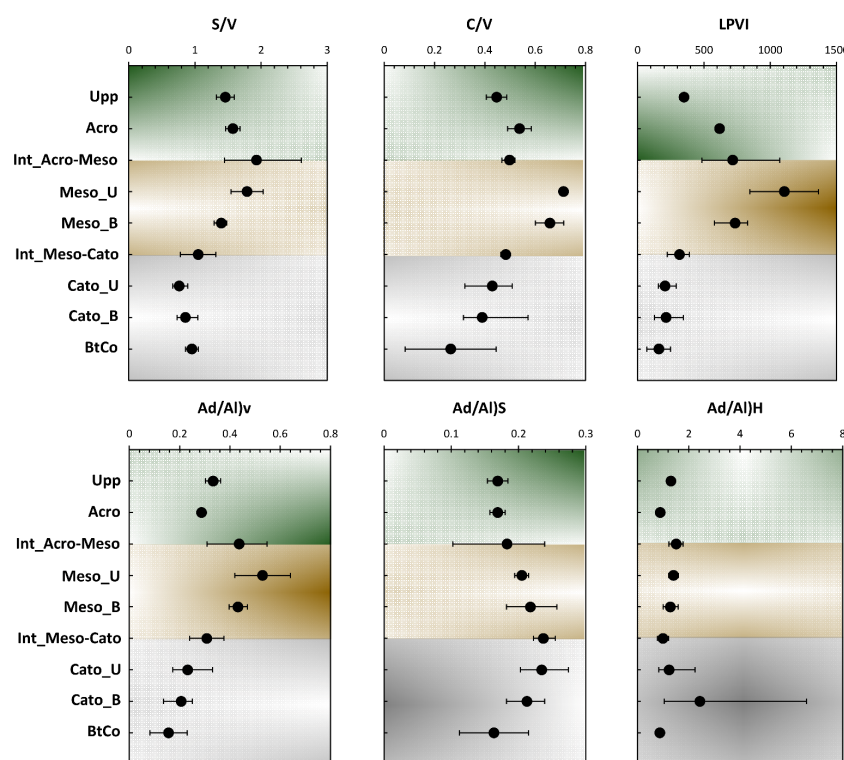 S/V C/V LPVI
0 1 2 3 0 0.2 0.4 0.6 0.8 0 500 1000 1500
Upp
Acro
Int_Acro-Meso
Meso_U
Meso_B
Int_Meso-Cato
Cato_U
Cato_B
BtCo
Ad/Al)v Ad/Al)S Ad/Al)H
0 0.2 0.4 0.6 0.8 0 0.1 0.2 0.3 0 2 4 6 8
Upp
Acro
Int_Acro-Meso
Meso_U
Meso_B
Int_Meso-Cato
Cato_U
Cato_B
BtCo